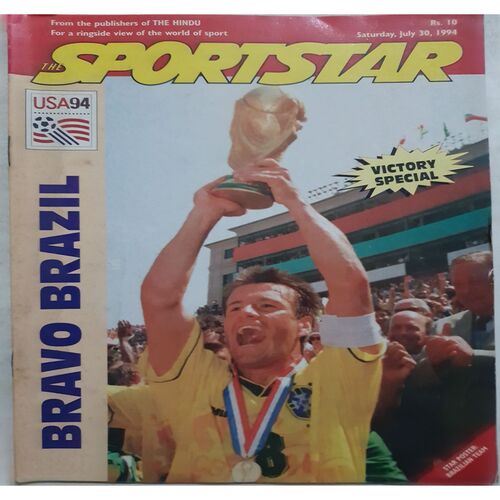 From the publishers of THE HINDU
Rs. 10
For a ringside view of the world of sport
Saturday, July 30, 1994
THE SPORTSTAR
USA94
VICTORY
SPECIAL
BRAVO BRAZIL
8
STAR POSTER:
BRAZILIAN TEAM